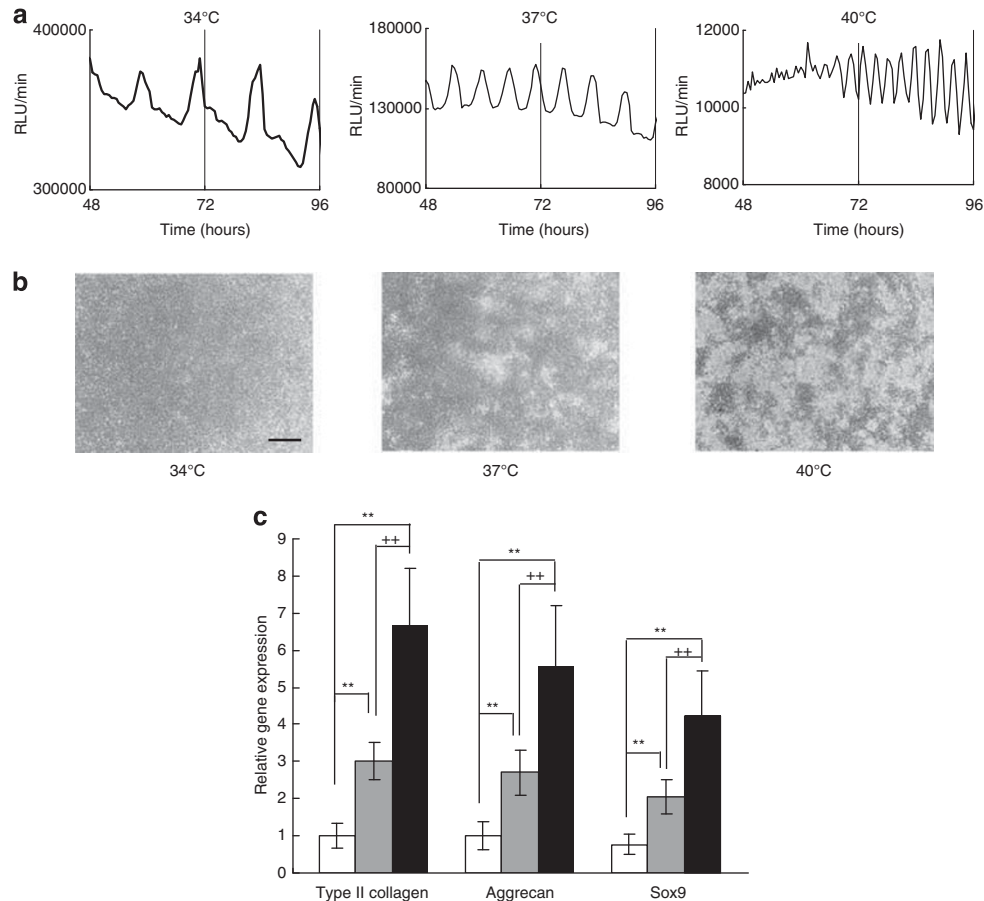 a
34°C
37°C
40°C
400000
300000
RLU/min
48
72
96
Time (hours)
180000
130000
80000
RLU/min
48
72
96
Time (hours)
12000
10000
8000
RLU/min
48
72
96
Time (hours)
b
34°C
37°C
40°C
c
Relative gene expression
9
8
7
6
5
4
3
2
1
0
**
++
**
**
++
**
**
++
**
Type II collagen
Aggrecan
Sox9